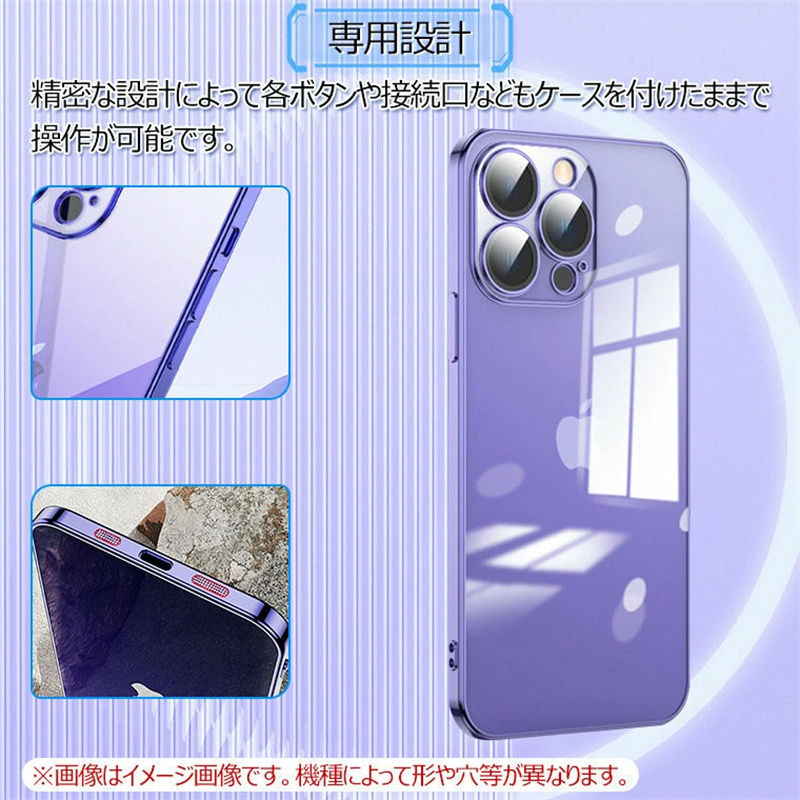 専用設計
精密な設計によって各ボタンや接続口などもケースを付けたままで
操作が可能です。
※画像はイメージ画像です。機種によって形や穴等が異なります。